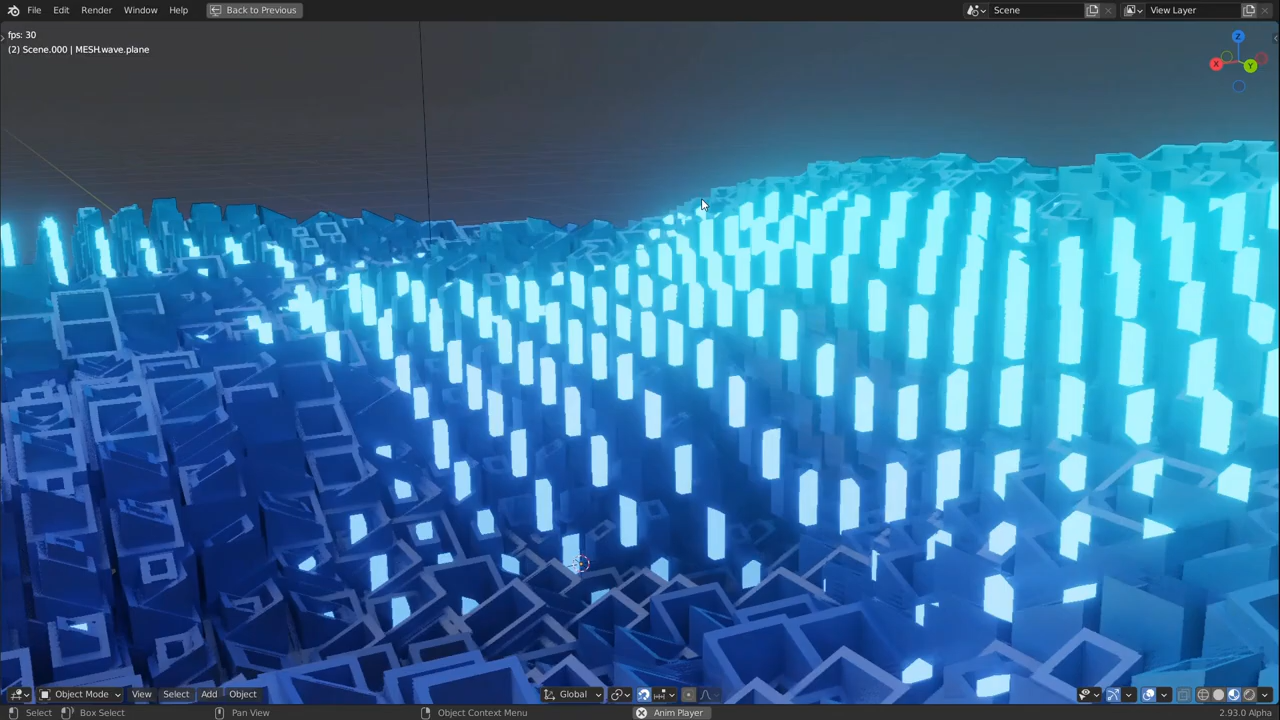 File Edit Render Window Help Back to Previous Scene View Layer
fps: 30
(2) Scene.000 | MESH.wave.plane
Z
X
Y
Object Mode View Select Add Object Global
Select Box Select Pan View Object Context Menu Anim Player 2.93.0 Alpha